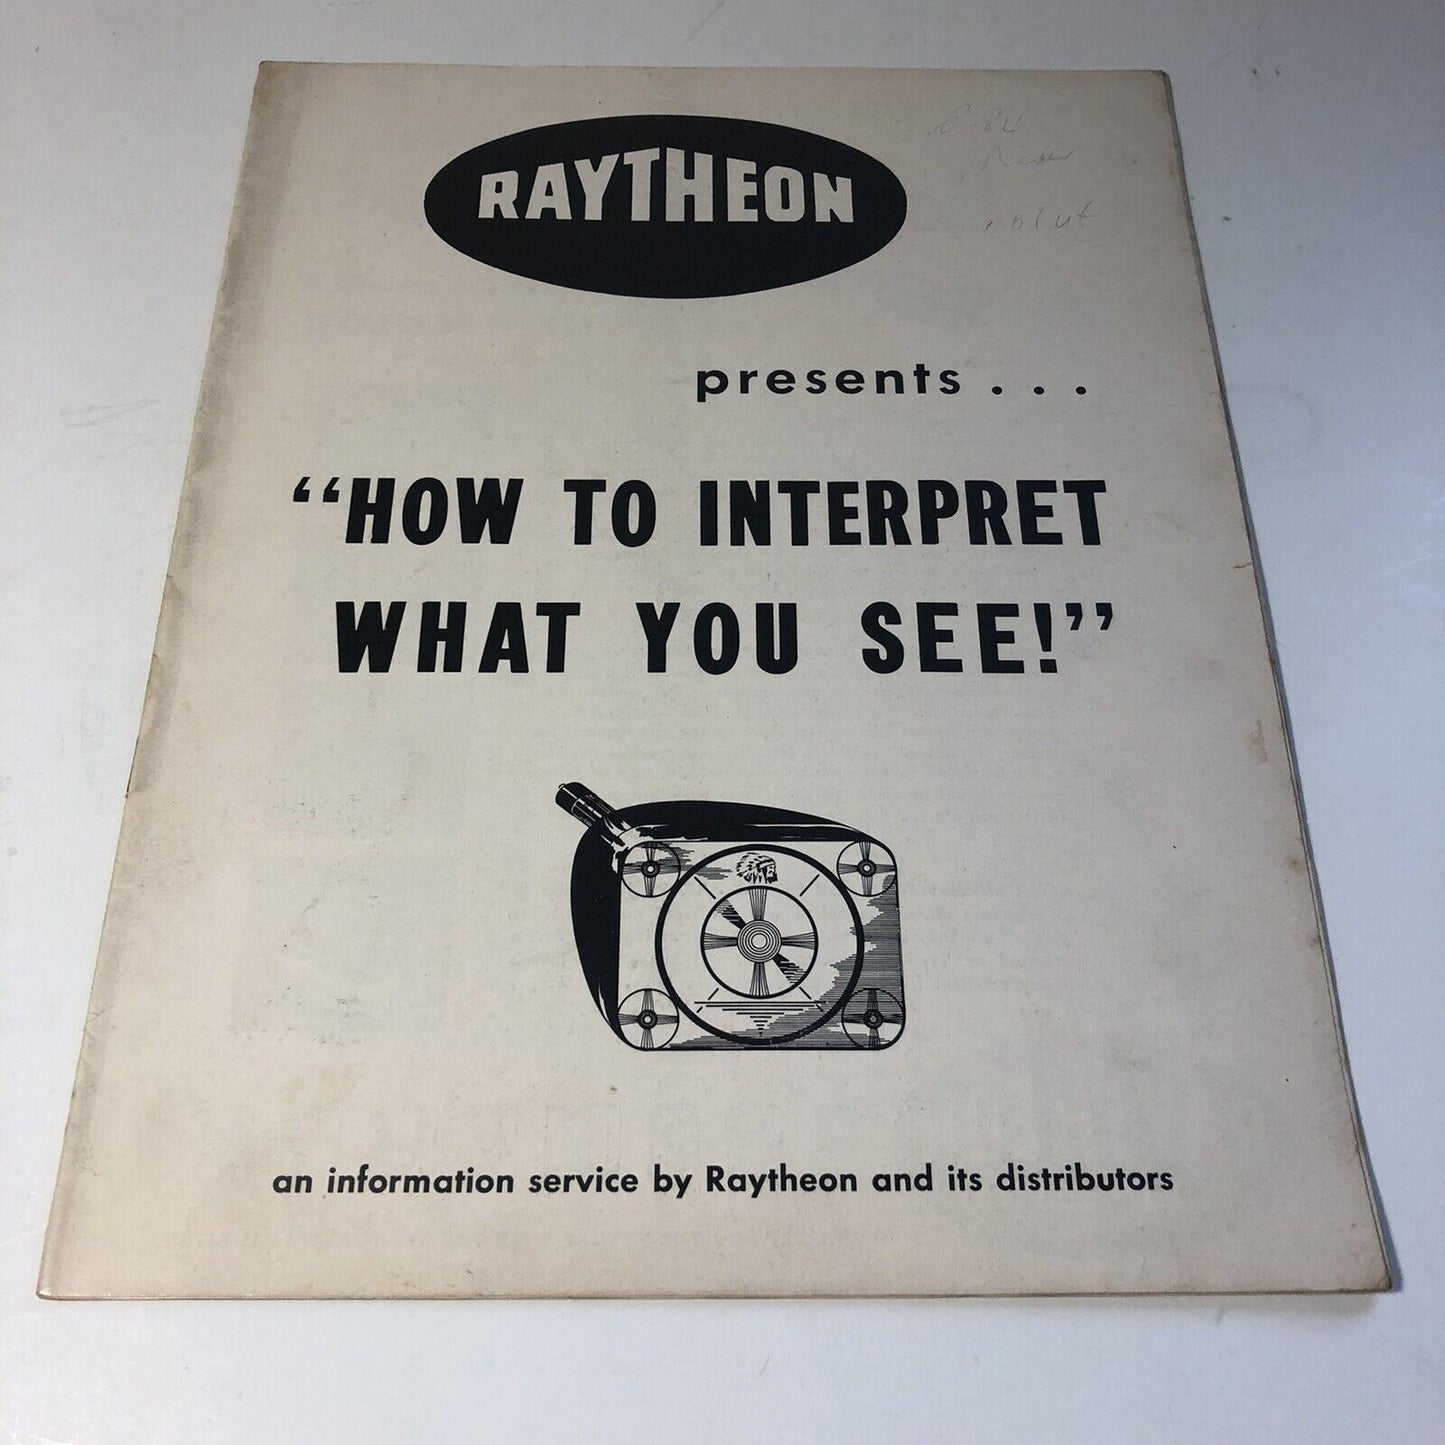 RAYTHEON
presents . . .
“HOW TO INTERPRET
WHAT YOU SEE!”
an information service by Raytheon and its distributors